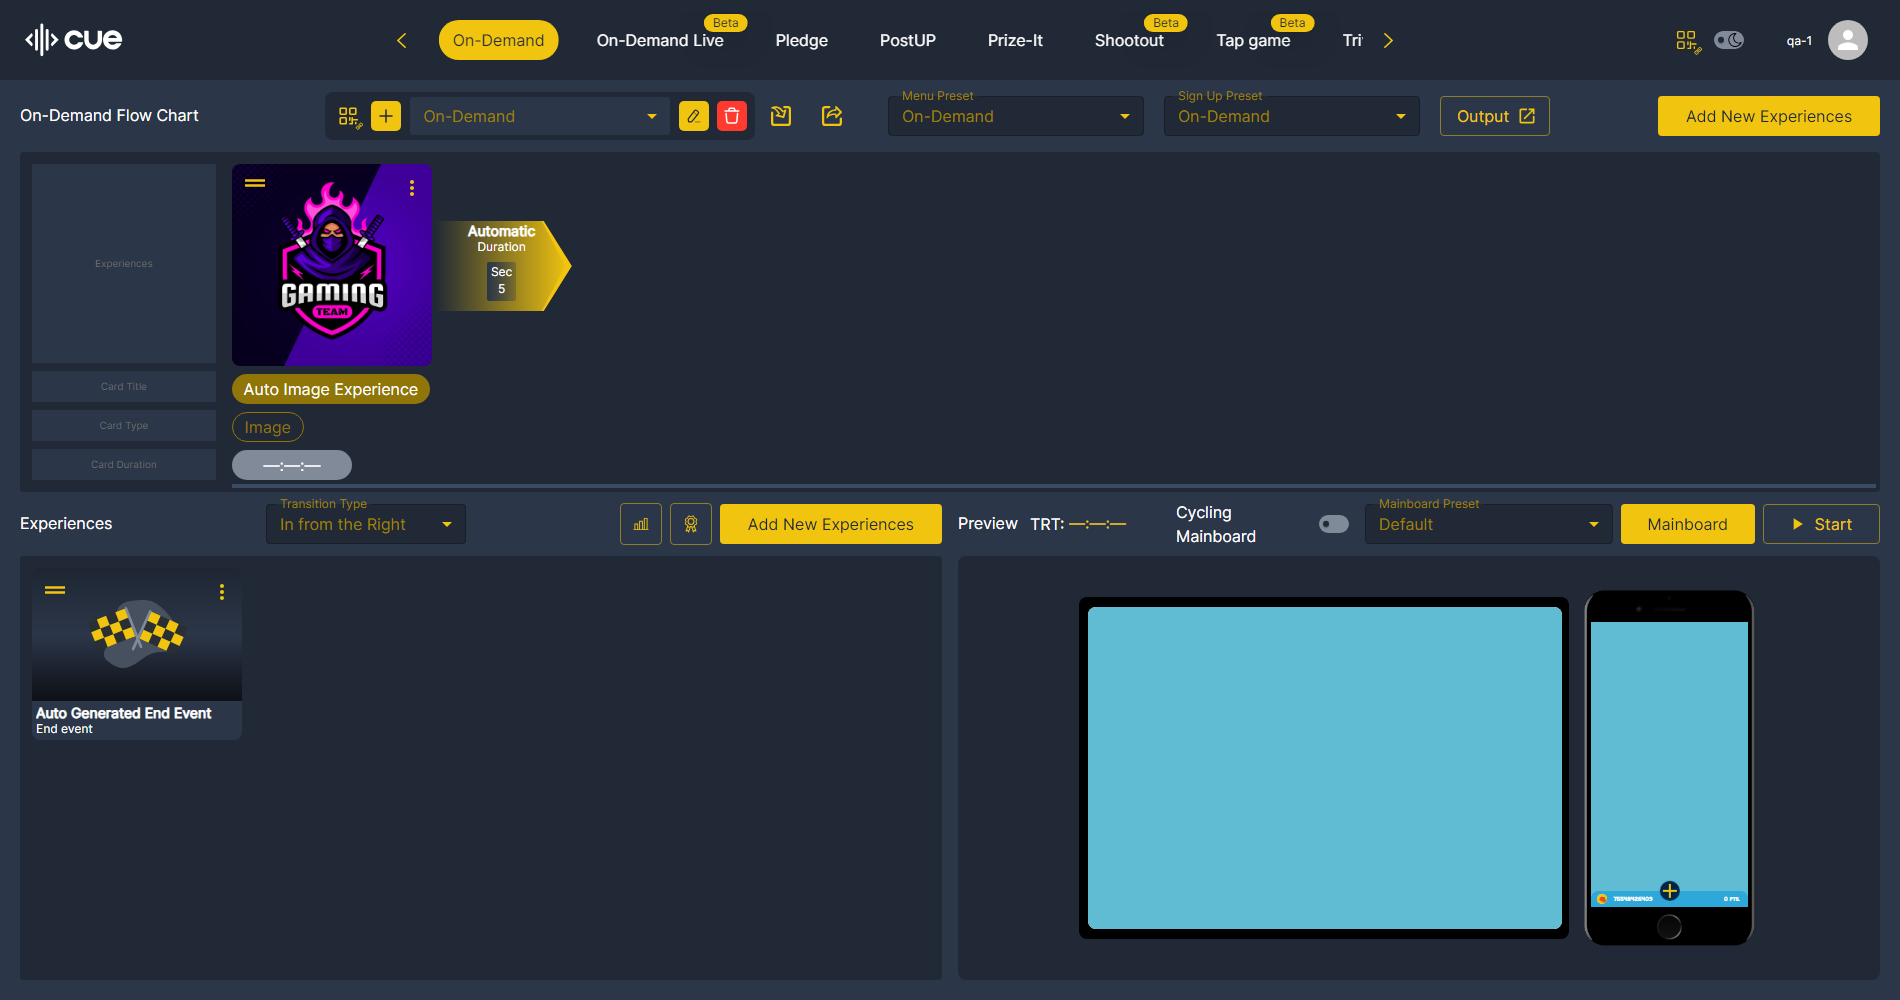 cue
On-Demand
On-Demand Live
Beta
Pledge
PostUP
Prize-It
Shootout
Beta
Tap game
Beta
Tri
qa-1
On-Demand Flow Chart
On-Demand
Menu Preset
On-Demand
Sign Up Preset
On-Demand
Output
Add New Experiences
Experiences
GAMING
TEAM
Automatic
Duration
Sec
5
Card Title
Auto Image Experience
Card Type
Image
Card Duration
—:—:—
Experiences
Transition Type
In from the Right
Add New Experiences
Preview
TRT: —:—:—
Cycling
Mainboard
Mainboard Preset
Default
Mainboard
Start
Auto Generated End Event
End event
0 PTS.